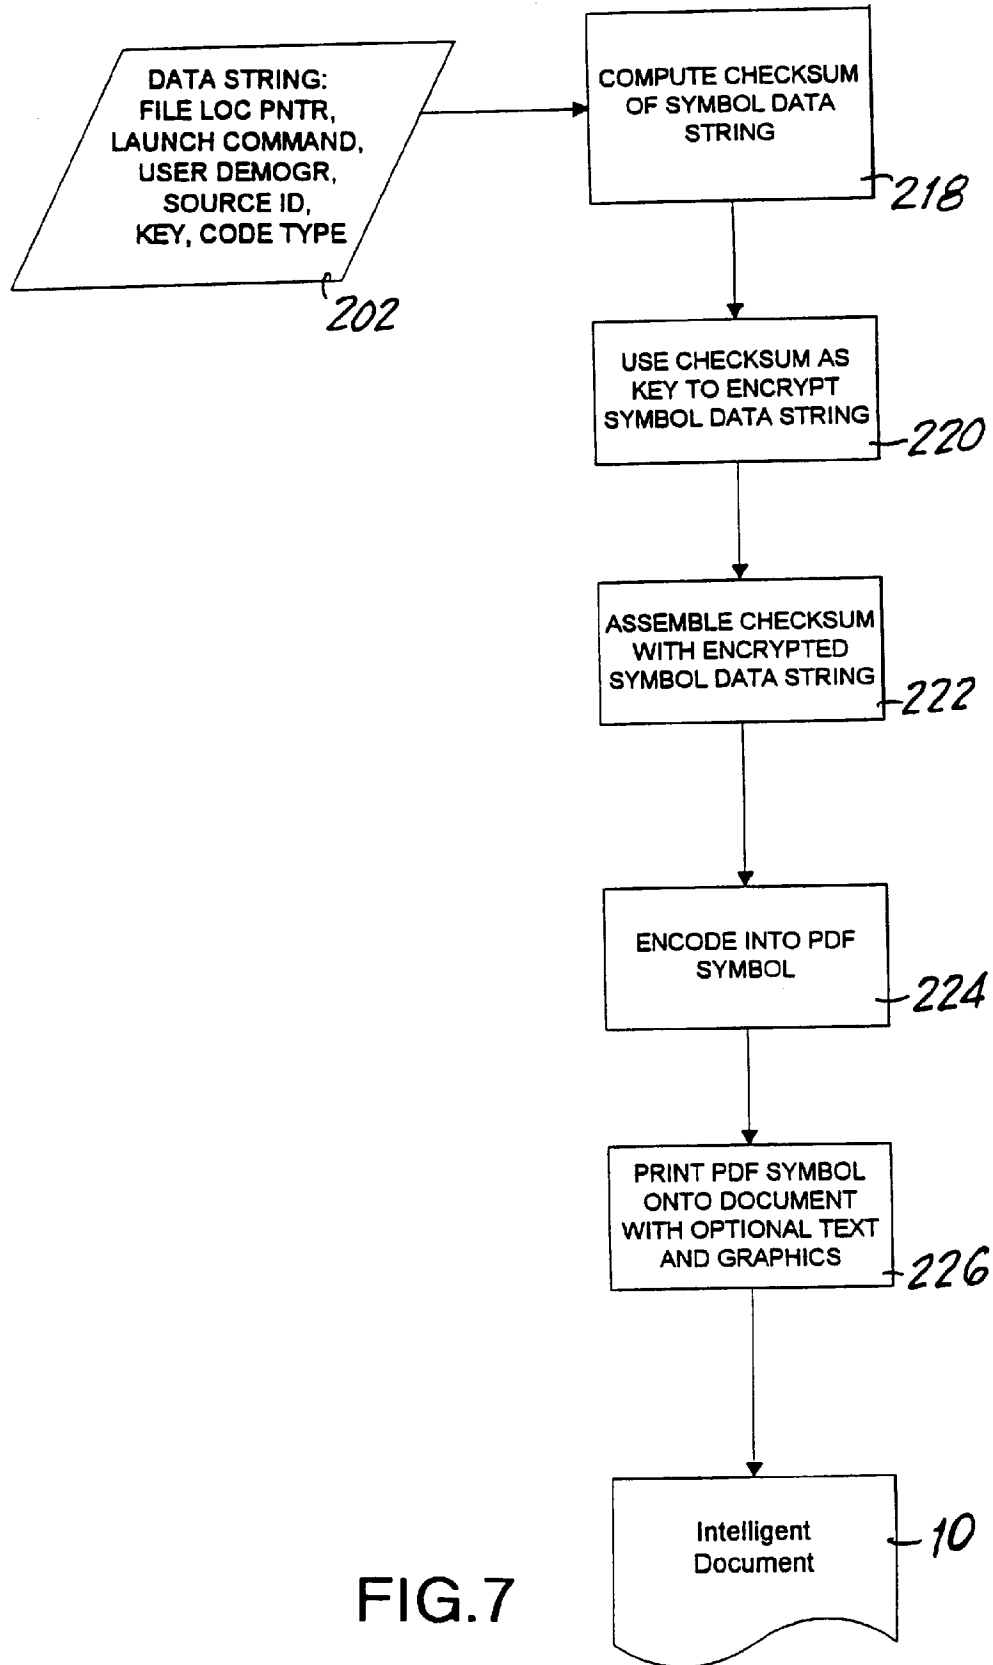 DATA STRING:
FILE LOC PNTR,
LAUNCH COMMAND,
USER DEMOGR,
SOURCE ID,
KEY, CODE TYPE
202
COMPUTE CHECKSUM
OF SYMBOL DATA
STRING
218
USE CHECKSUM AS
KEY TO ENCRYPT
SYMBOL DATA STRING
220
ASSEMBLE CHECKSUM
WITH ENCRYPTED
SYMBOL DATA STRING
222
ENCODE INTO PDF
SYMBOL
224
PRINT PDF SYMBOL
ONTO DOCUMENT
WITH OPTIONAL TEXT
AND GRAPHICS
226
Intelligent
Document
10
FIG.7